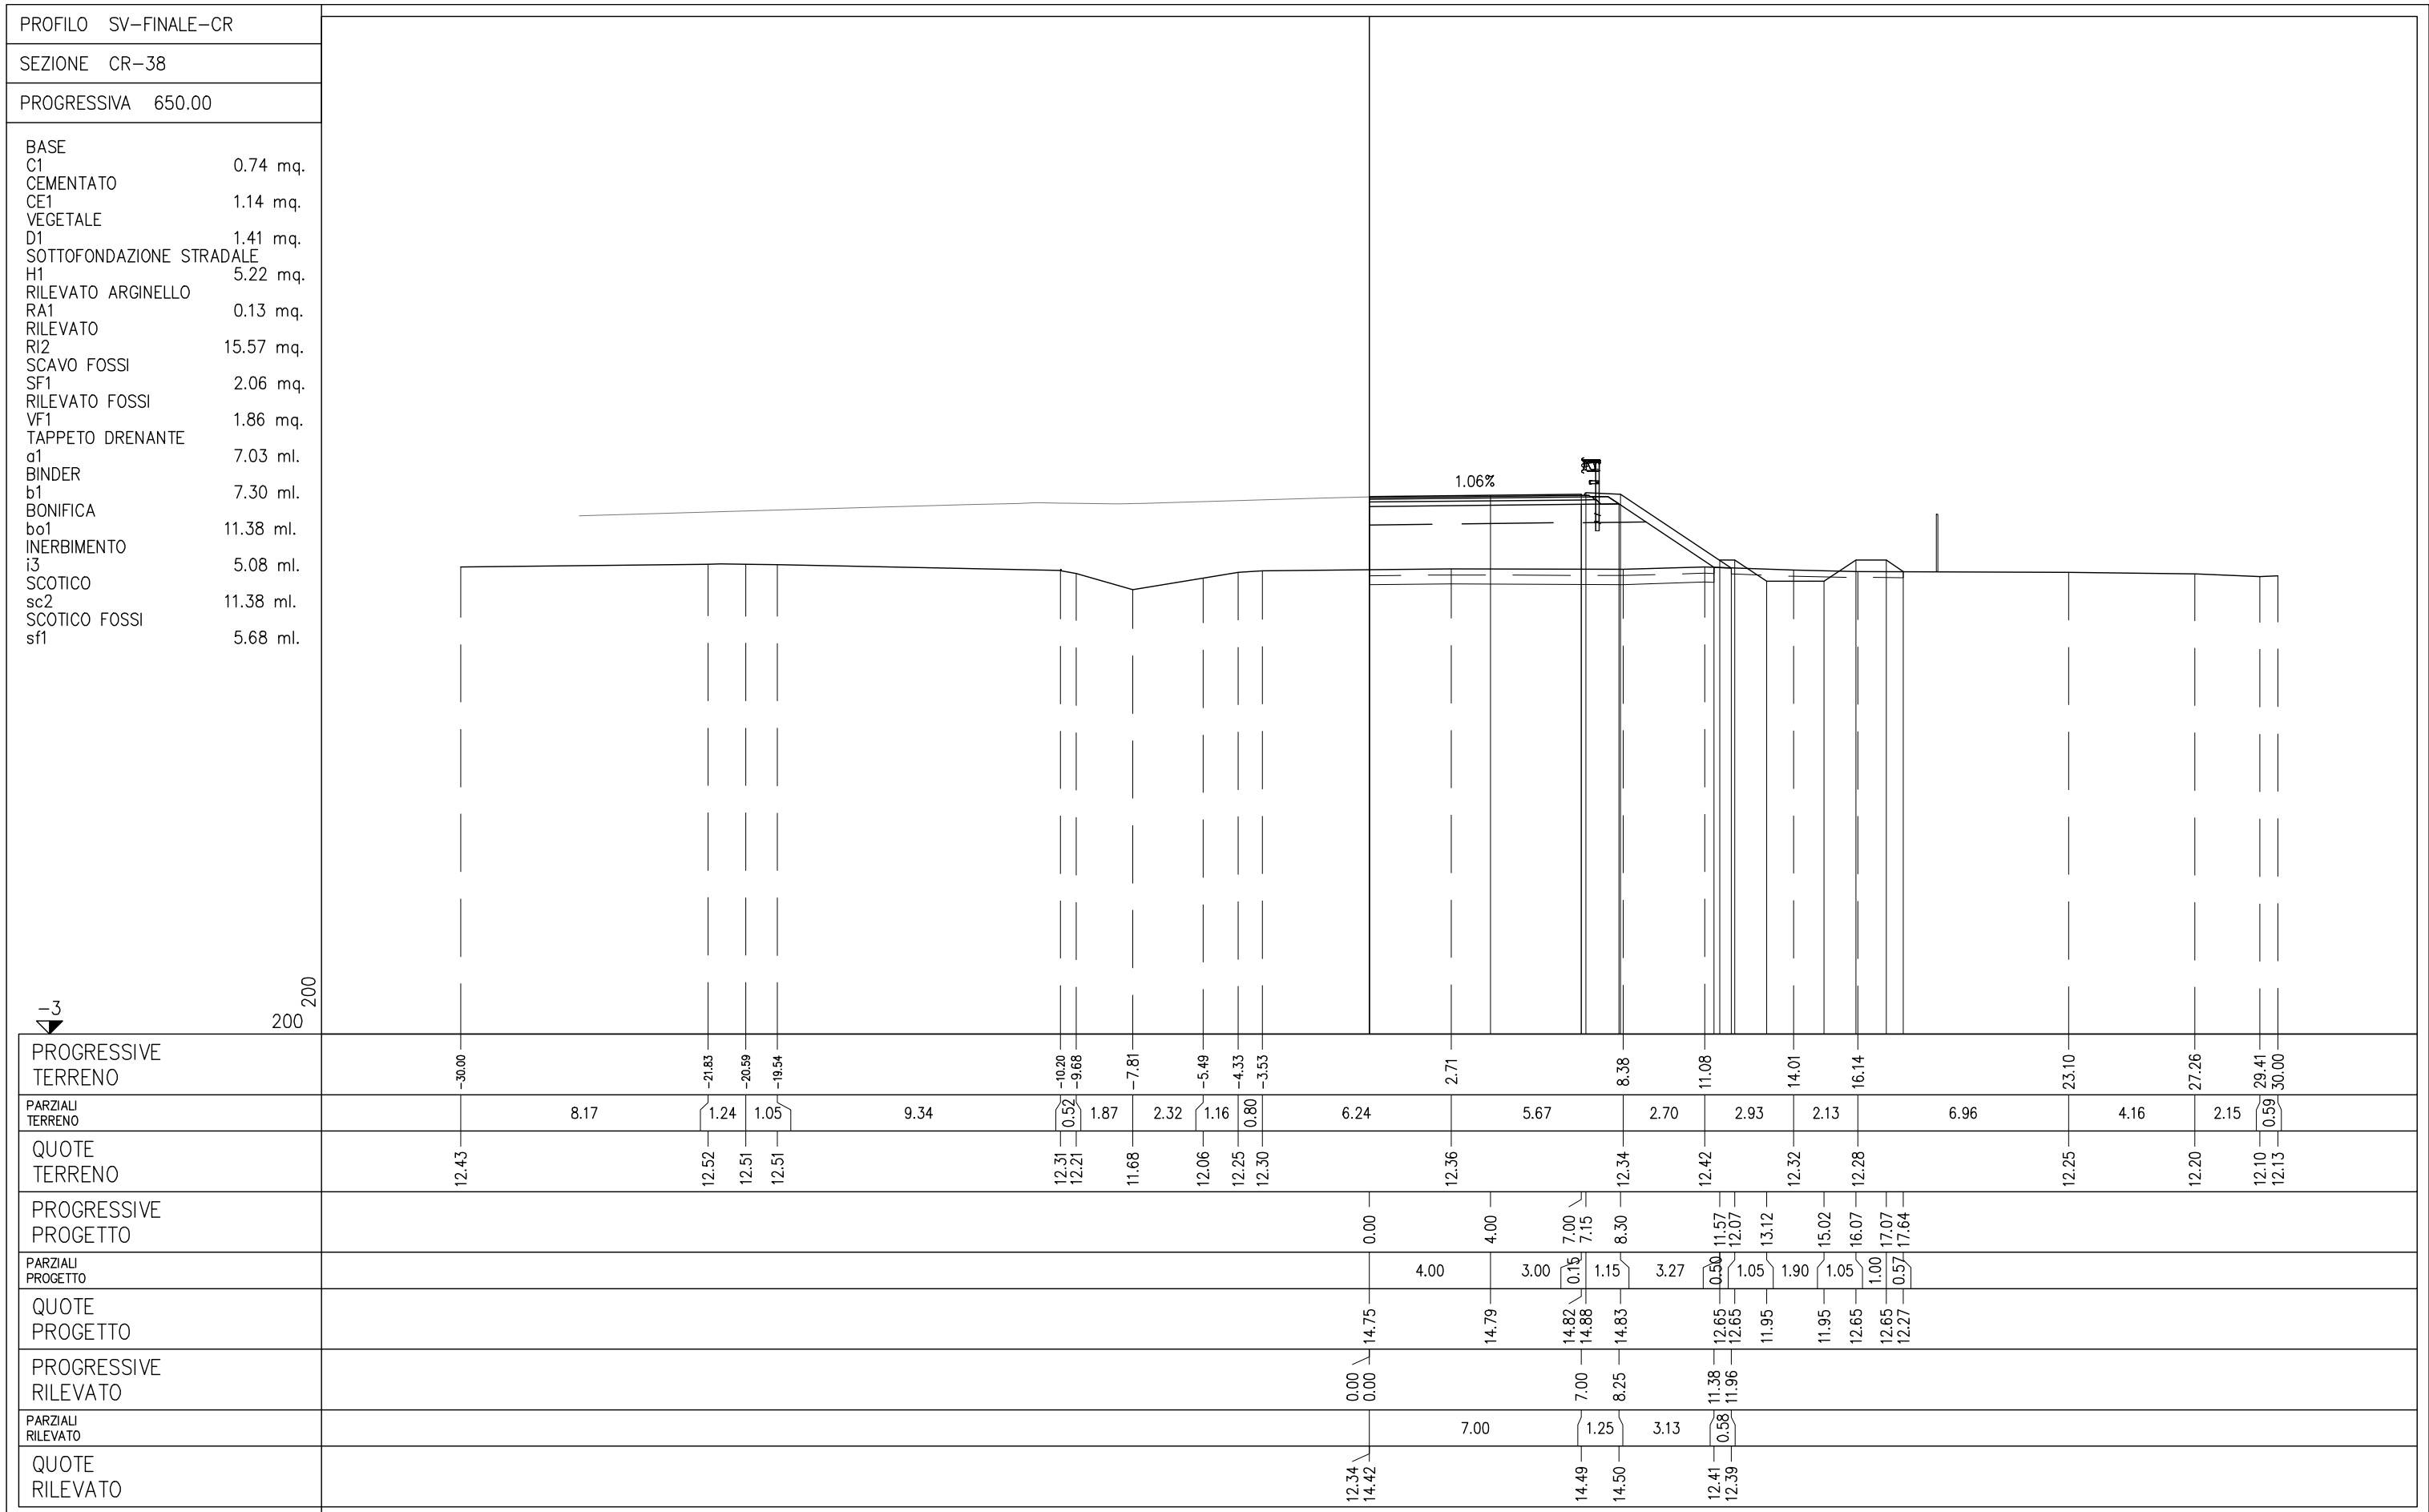 PROFILO SV-FINALE-CR
SEZIONE CR-38
PROGRESSIVA 650.00
BASE
C1 0.74 mq.
CEMENTATO
CE1 1.14 mq.
VEGETALE
D1 1.41 mq.
SOTTOFONDAZIONE STRADALE
H1 5.22 mq.
RILEVATO ARGINELLO
RA1 0.13 mq.
RILEVATO
RI2 15.57 mq.
SCAVO FOSSI
SF1 2.06 mq.
RILEVATO FOSSI
VF1 1.86 mq.
TAPPETO DRENANTE
a1 7.03 ml.
BINDER
b1 7.30 ml.
BONIFICA
bo1 11.38 ml.
INERBIMENTO
i3 5.08 ml.
SCOTICO
sc2 11.38 ml.
SCOTICO FOSSI
sf1 5.68 ml.
1.06%
-3
200
200
PROGRESSIVE
TERRENO
-30.00 -21.83 -20.59 -19.54 -10.20 -9.68 -7.81 -5.49 -4.33 -3.53 2.71 8.38 11.08 14.01 16.14 23.10 27.26 29.41 30.00
PARZIALI
TERRENO
8.17 1.24 1.05 9.34 0.52 1.87 2.32 1.16 0.80 6.24 5.67 2.70 2.93 2.13 6.96 4.16 2.15 0.59
QUOTE
TERRENO
12.43 12.52 12.51 12.51 12.31 12.21 11.68 12.06 12.25 12.30 12.36 12.34 12.42 12.32 12.28 12.25 12.20 12.10 12.13
PROGRESSIVE
PROGETTO
0.00 4.00 7.00 7.15 8.30 11.57 12.07 13.12 15.02 16.07 17.07 17.64
PARZIALI
PROGETTO
4.00 3.00 0.15 1.15 3.27 0.50 1.05 1.90 1.05 1.00 0.57
QUOTE
PROGETTO
14.75 14.79 14.82 14.88 14.83 12.65 12.65 11.95 11.95 12.65 12.65 12.27
PROGRESSIVE
RILEVATO
0.00 0.00 7.00 8.25 11.38 11.96
PARZIALI
RILEVATO
7.00 1.25 3.13 0.58
QUOTE
RILEVATO
12.34 14.42 14.49 14.50 12.41 12.39